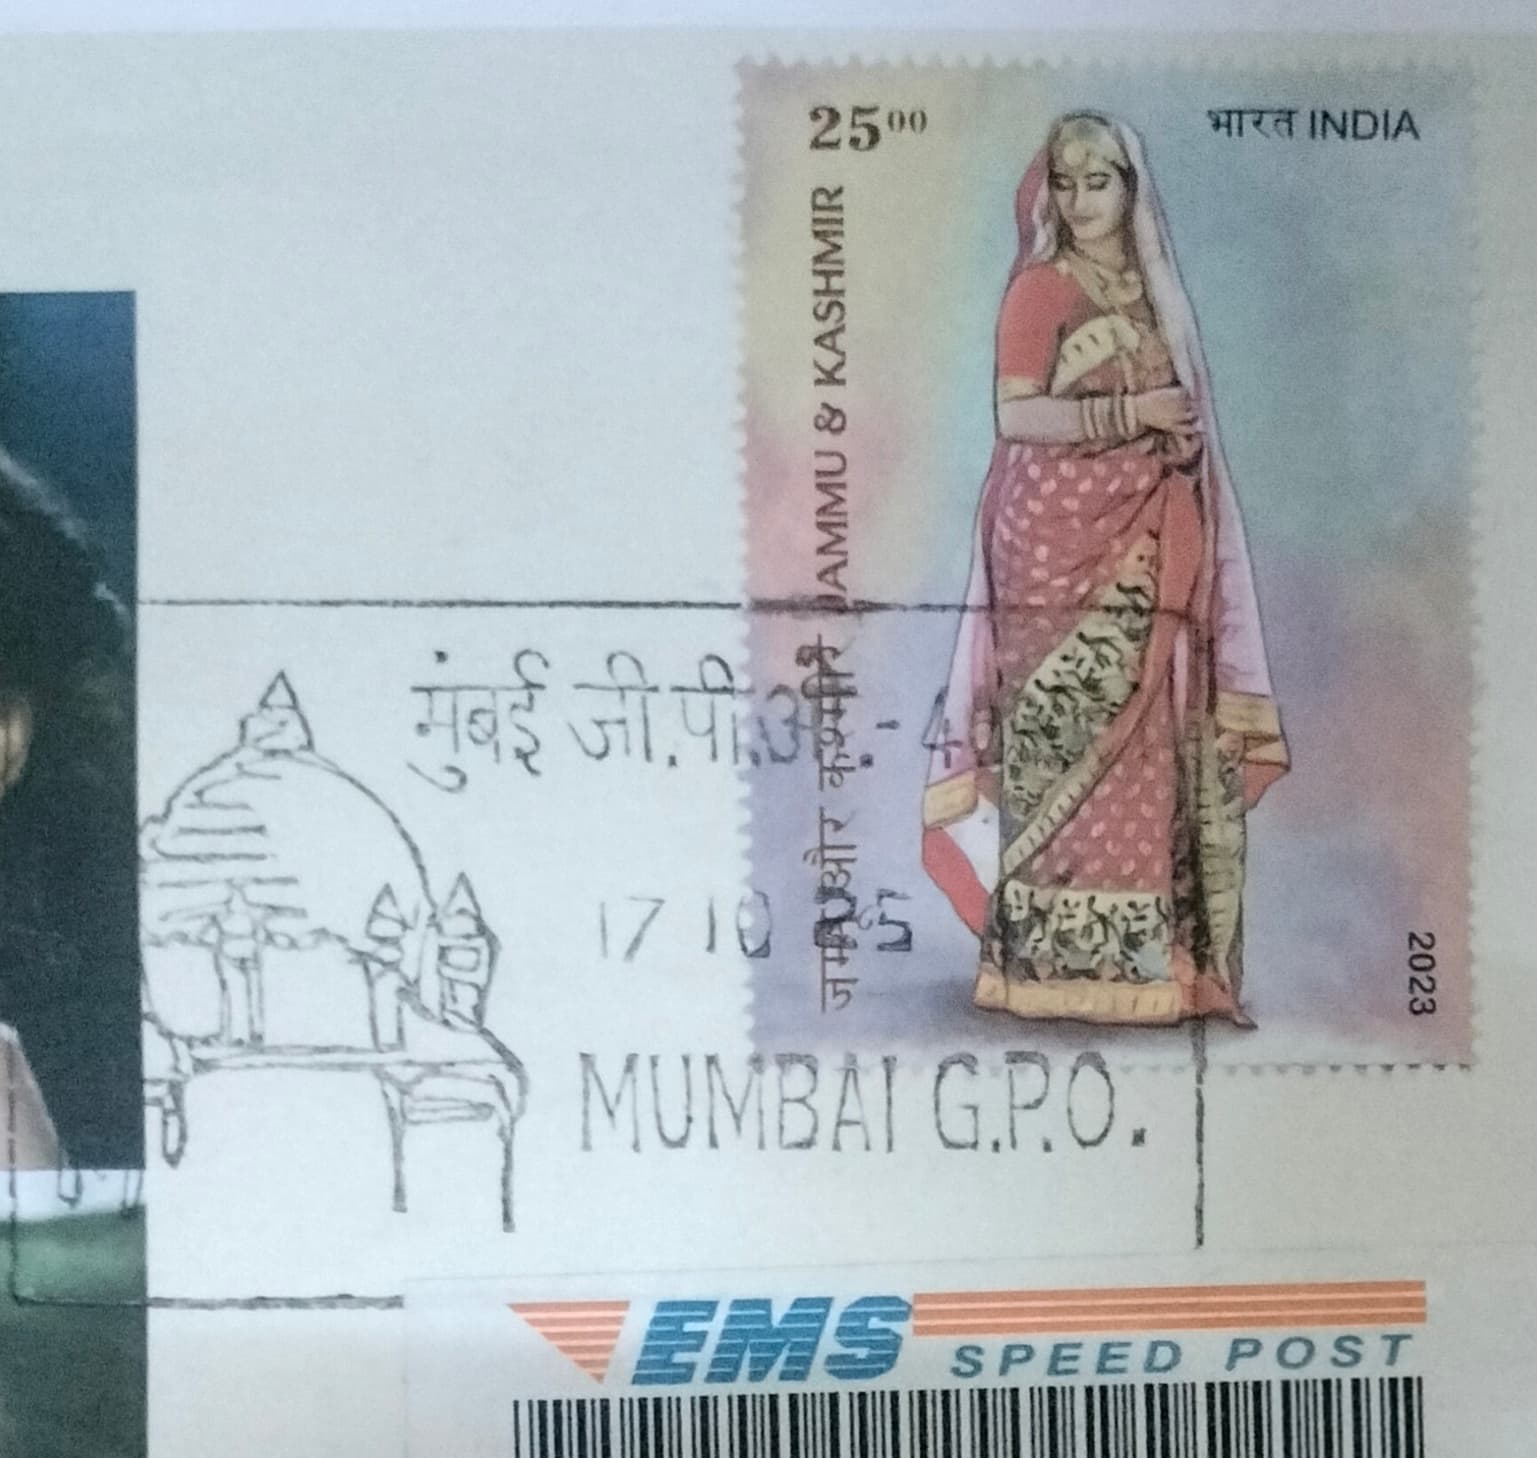 25⁰⁰
भारत INDIA
जम्मू और कश्मीर JAMMU & KASHMIR
2023
मुंबई जी.पी.ओ.
17 10
MUMBAI G.P.O.
EMS
SPEED POST